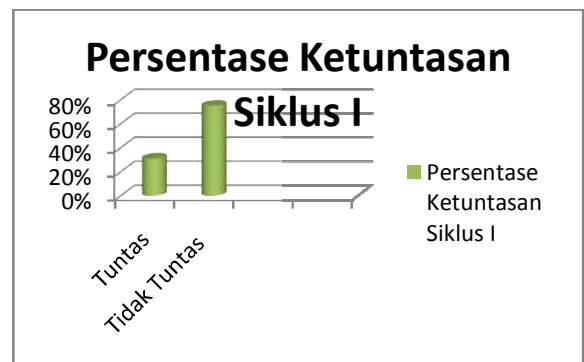 Persentase Ketuntasan
Siklus I
80%
60%
40%
20%
0%
Tuntas
Tidak Tuntas
Persentase
Ketuntasan
Siklus I